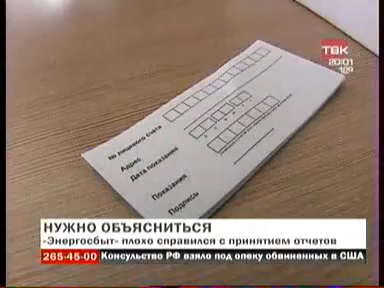 ТВК
20:01
№ лицевого счета
Адрес
Дата показания
Показания
Подпись
НУЖНО ОБЪЯСНИТЬСЯ
«Энергосбыт» плохо справился с принятием отчетов
265-45-00 Консульство РФ взяло под опеку обвиненных в США